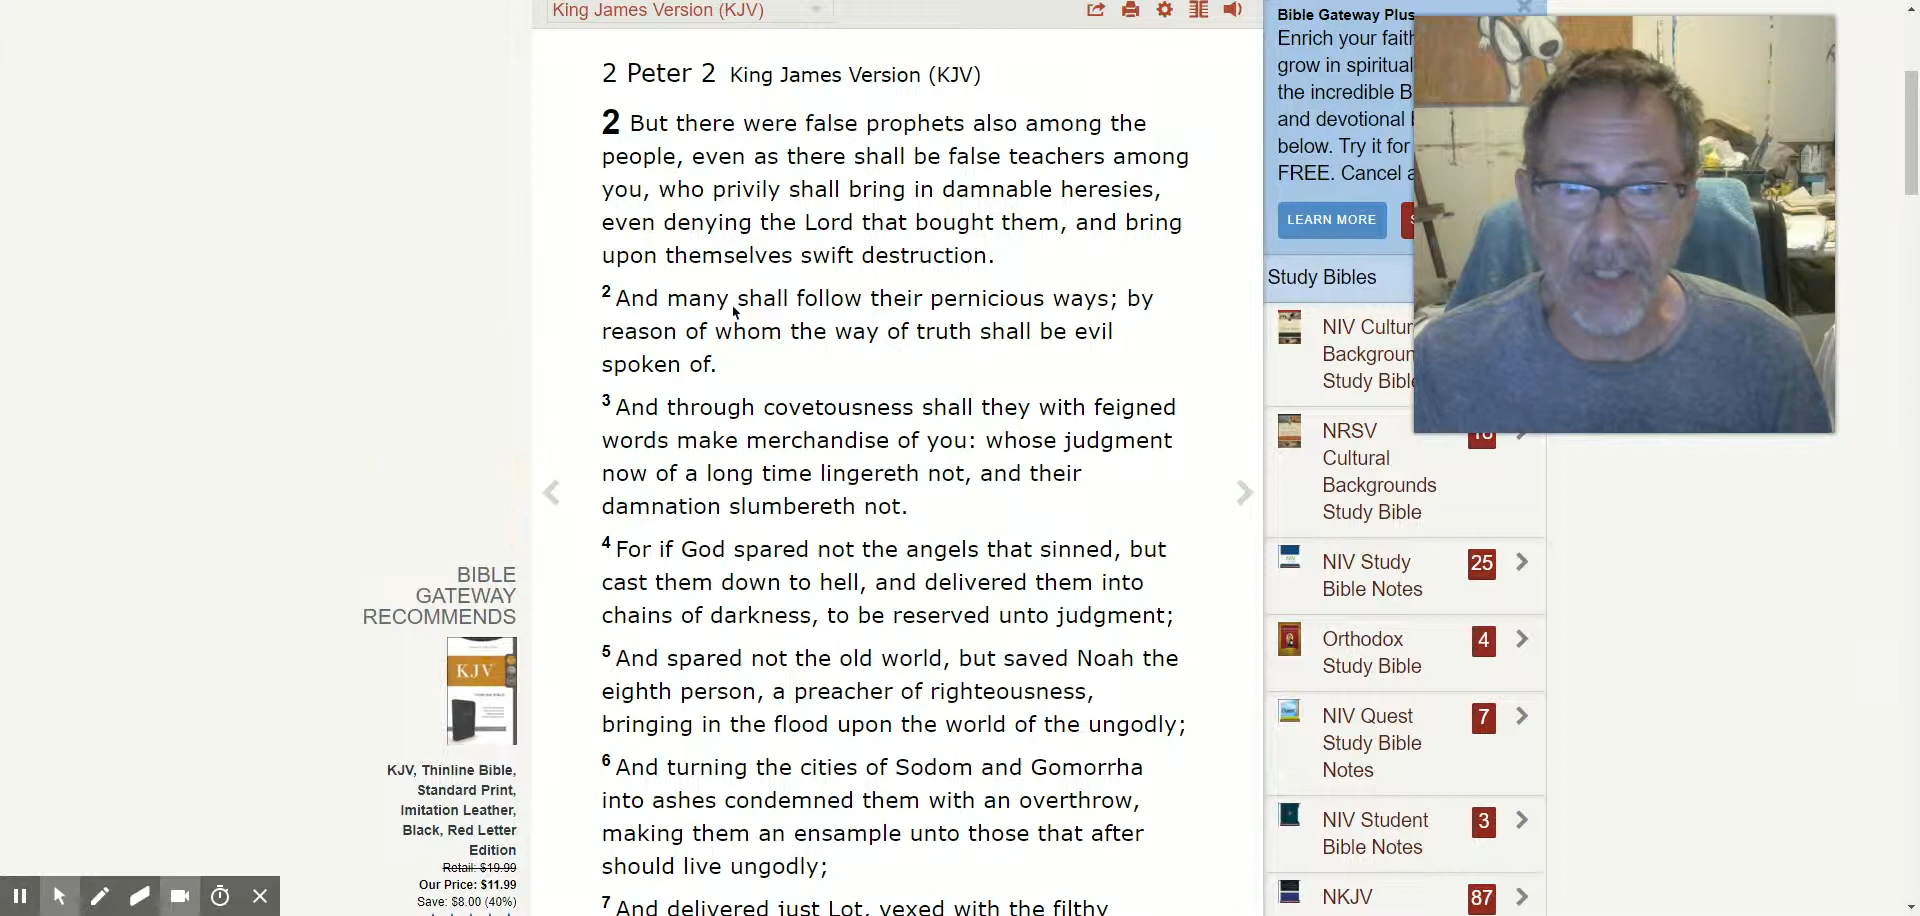 King James Version (KJV)
2 Peter 2 King James Version (KJV)
2 But there were false prophets also among the
people, even as there shall be false teachers among
you, who privily shall bring in damnable heresies,
even denying the Lord that bought them, and bring
upon themselves swift destruction.
2 And many shall follow their pernicious ways; by
reason of whom the way of truth shall be evil
spoken of.
3 And through covetousness shall they with feigned
words make merchandise of you: whose judgment
now of a long time lingereth not, and their
damnation slumbereth not.
4 For if God spared not the angels that sinned, but
cast them down to hell, and delivered them into
chains of darkness, to be reserved unto judgment;
5 And spared not the old world, but saved Noah the
eighth person, a preacher of righteousness,
bringing in the flood upon the world of the ungodly;
6 And turning the cities of Sodom and Gomorrha
into ashes condemned them with an overthrow,
making them an ensample unto those that after
should live ungodly;
7 And delivered just Lot, vexed with the filthy
BIBLE
GATEWAY
RECOMMENDS
KJV
KJV, Thinline Bible,
Standard Print,
Imitation Leather,
Black, Red Letter
Edition
Retail: $19.99
Our Price: $11.99
Save: $8.00 (40%)
Bible Gateway Plus
Enrich your
grow in spiritual
the incredible
and devotional
below. Try it for
FREE. Cancel
LEARN MORE
Study Bibles
NIV
Study
NRSV
Cultural
Backgrounds
Study Bible
NIV Study
Bible Notes
25
Orthodox
Study Bible
4
NIV Quest
Study Bible
Notes
7
NIV Student
Bible Notes
3
NKJV
87